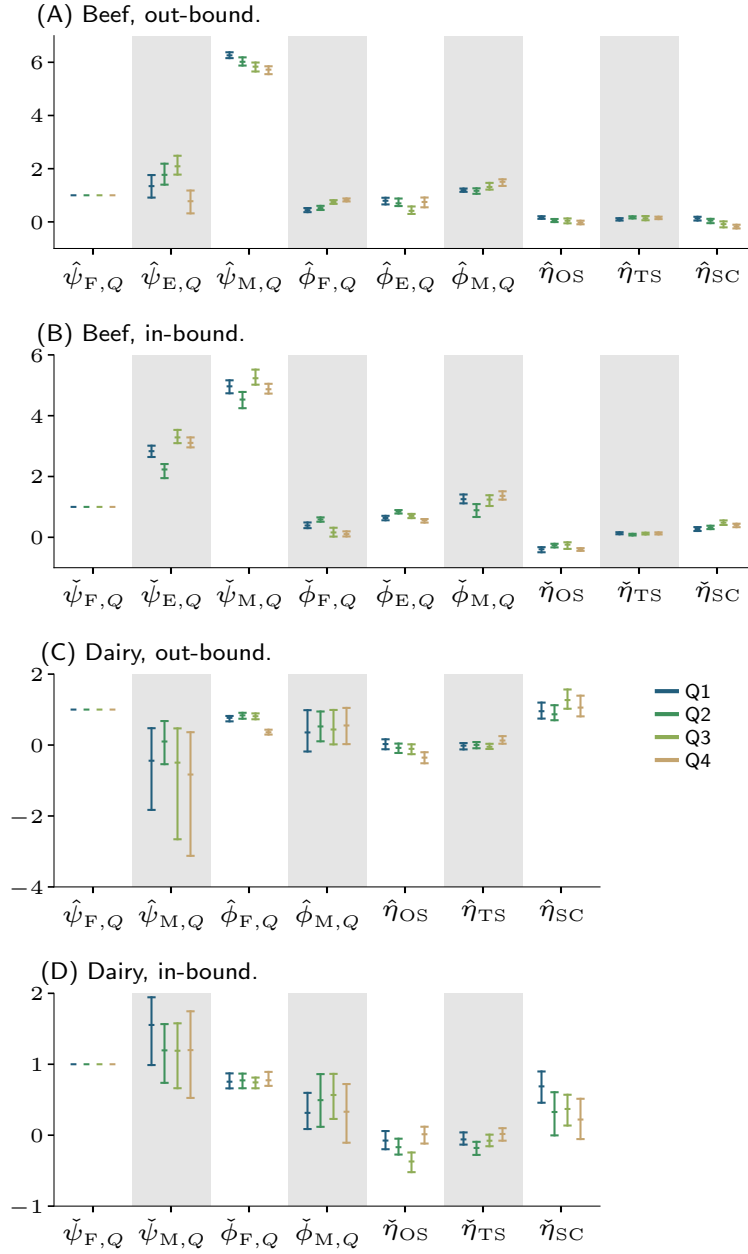 (A) Beef, out-bound.
6
4
2
0
ψ̂F,Q ψ̂E,Q ψ̂M,Q ϕ̂F,Q ϕ̂E,Q ϕ̂M,Q η̂OS η̂TS η̂SC
(B) Beef, in-bound.
6
4
2
0
ψ̌F,Q ψ̌E,Q ψ̌M,Q ϕ̌F,Q ϕ̌E,Q ϕ̌M,Q η̌OS η̌TS η̌SC
(C) Dairy, out-bound.
2
0
−2
−4
Q1
Q2
Q3
Q4
ψ̂F,Q ψ̂M,Q ϕ̂F,Q ϕ̂M,Q η̂OS η̂TS η̂SC
(D) Dairy, in-bound.
2
1
0
−1
ψ̌F,Q ψ̌M,Q ϕ̌F,Q ϕ̌M,Q η̌OS η̌TS η̌SC